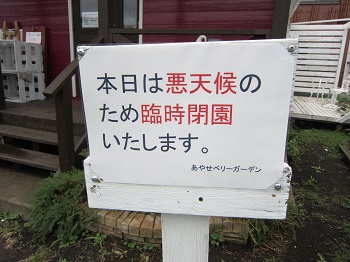 本日は悪天候の
ため臨時閉園
いたします。
あやせベリーガーデン